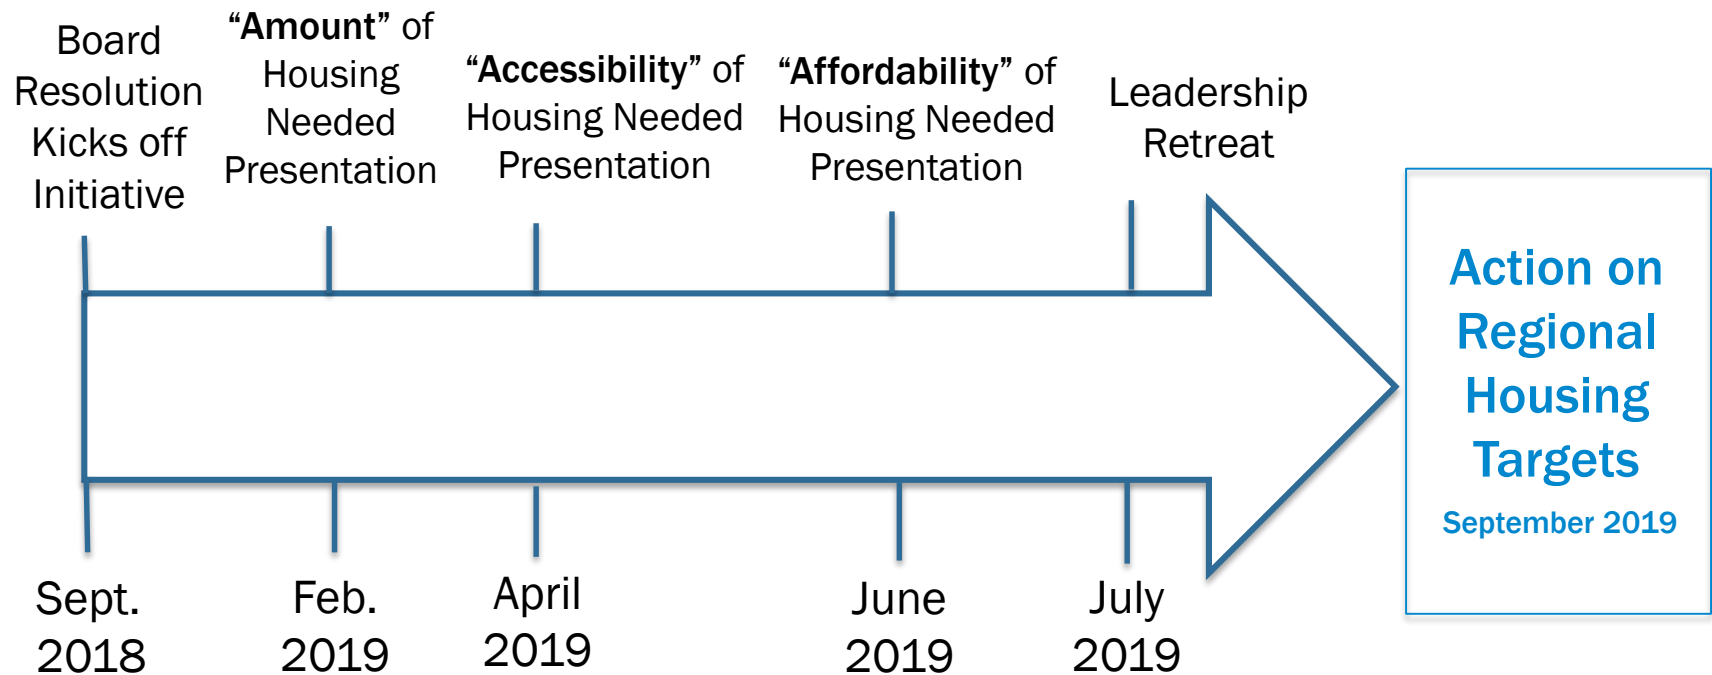 Board
Resolution
Kicks off
Initiative
“Amount” of
Housing
Needed
Presentation
“Accessibility” of
Housing Needed
Presentation
“Affordability” of
Housing Needed
Presentation
Leadership
Retreat
Action on
Regional
Housing
Targets
September 2019
Sept.
2018
Feb.
2019
April
2019
June
2019
July
2019